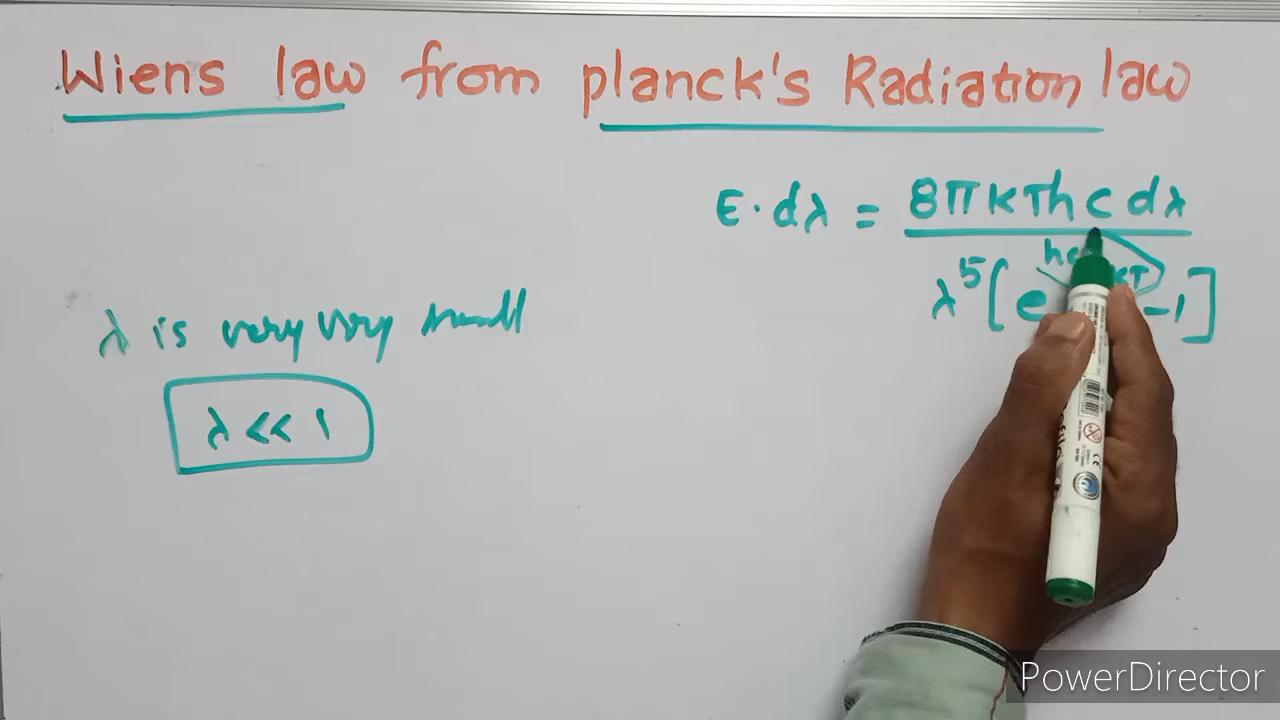 Wiens law from planck's Radiation law
E. dλ = 8πKThc dλ
λ⁵[e -1]
λ is very very small
λ << 1
PowerDirector